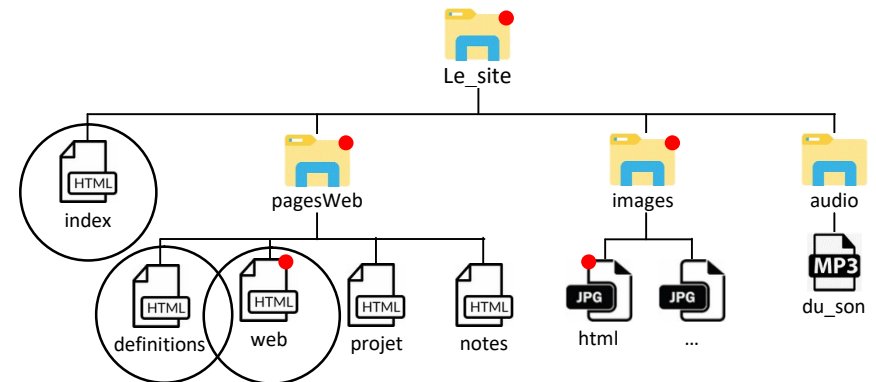 Le_site
HTML
index
pagesWeb
images
audio
HTML
definitions
HTML
web
HTML
projet
HTML
notes
JPG
html
JPG
...
MP3
du_son